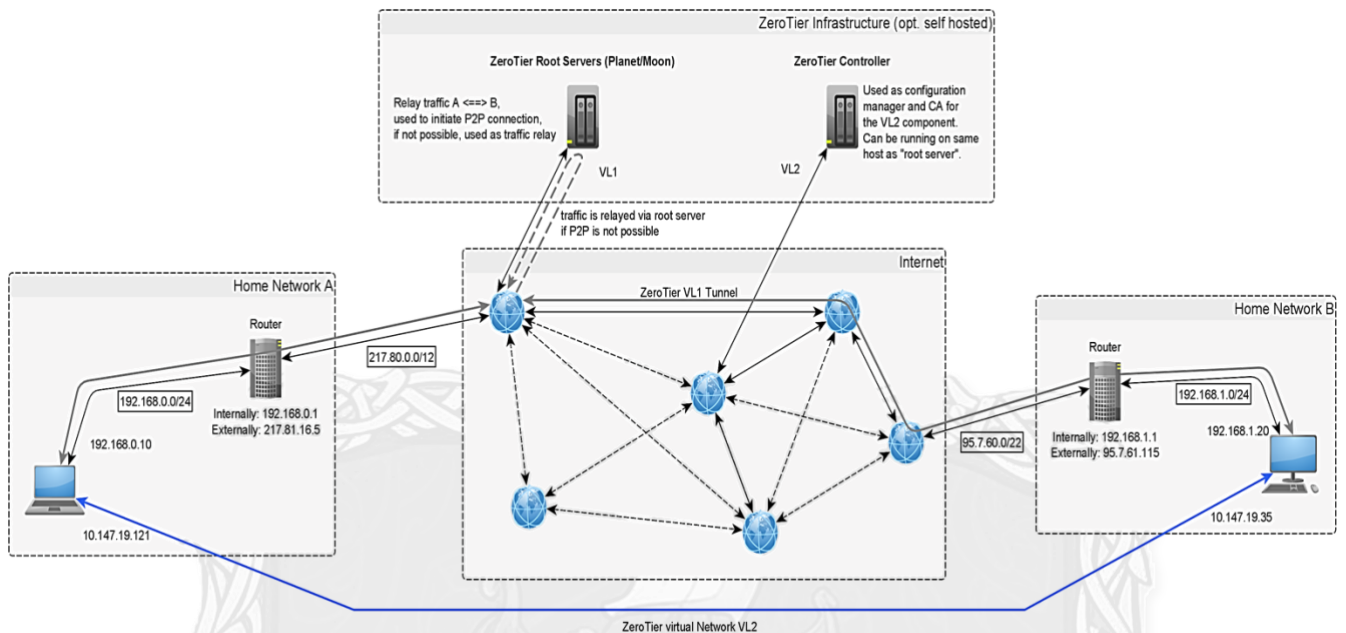 ZeroTier Infrastructure (opt. self hosted)
ZeroTier Root Servers (Planet/Moon)
Relay traffic A <==> B,
used to initiate P2P connection,
if not possible, used as traffic relay
VL1
ZeroTier Controller
Used as configuration
manager and CA for
the VL2 component.
Can be running on same
host as "root server".
VL2
traffic is relayed via root server
if P2P is not possible
Home Network A
Router
192.168.0.0/24
Internally: 192.168.0.1
Externally: 217.81.16.5
192.168.0.10
10.147.19.121
217.80.0.0/12
Internet
ZeroTier VL1 Tunnel
95.7.60.0/22
Home Network B
Router
192.168.1.0/24
Internally: 192.168.1.1
Externally: 95.7.61.115
192.168.1.20
10.147.19.35
ZeroTier virtual Network VL2